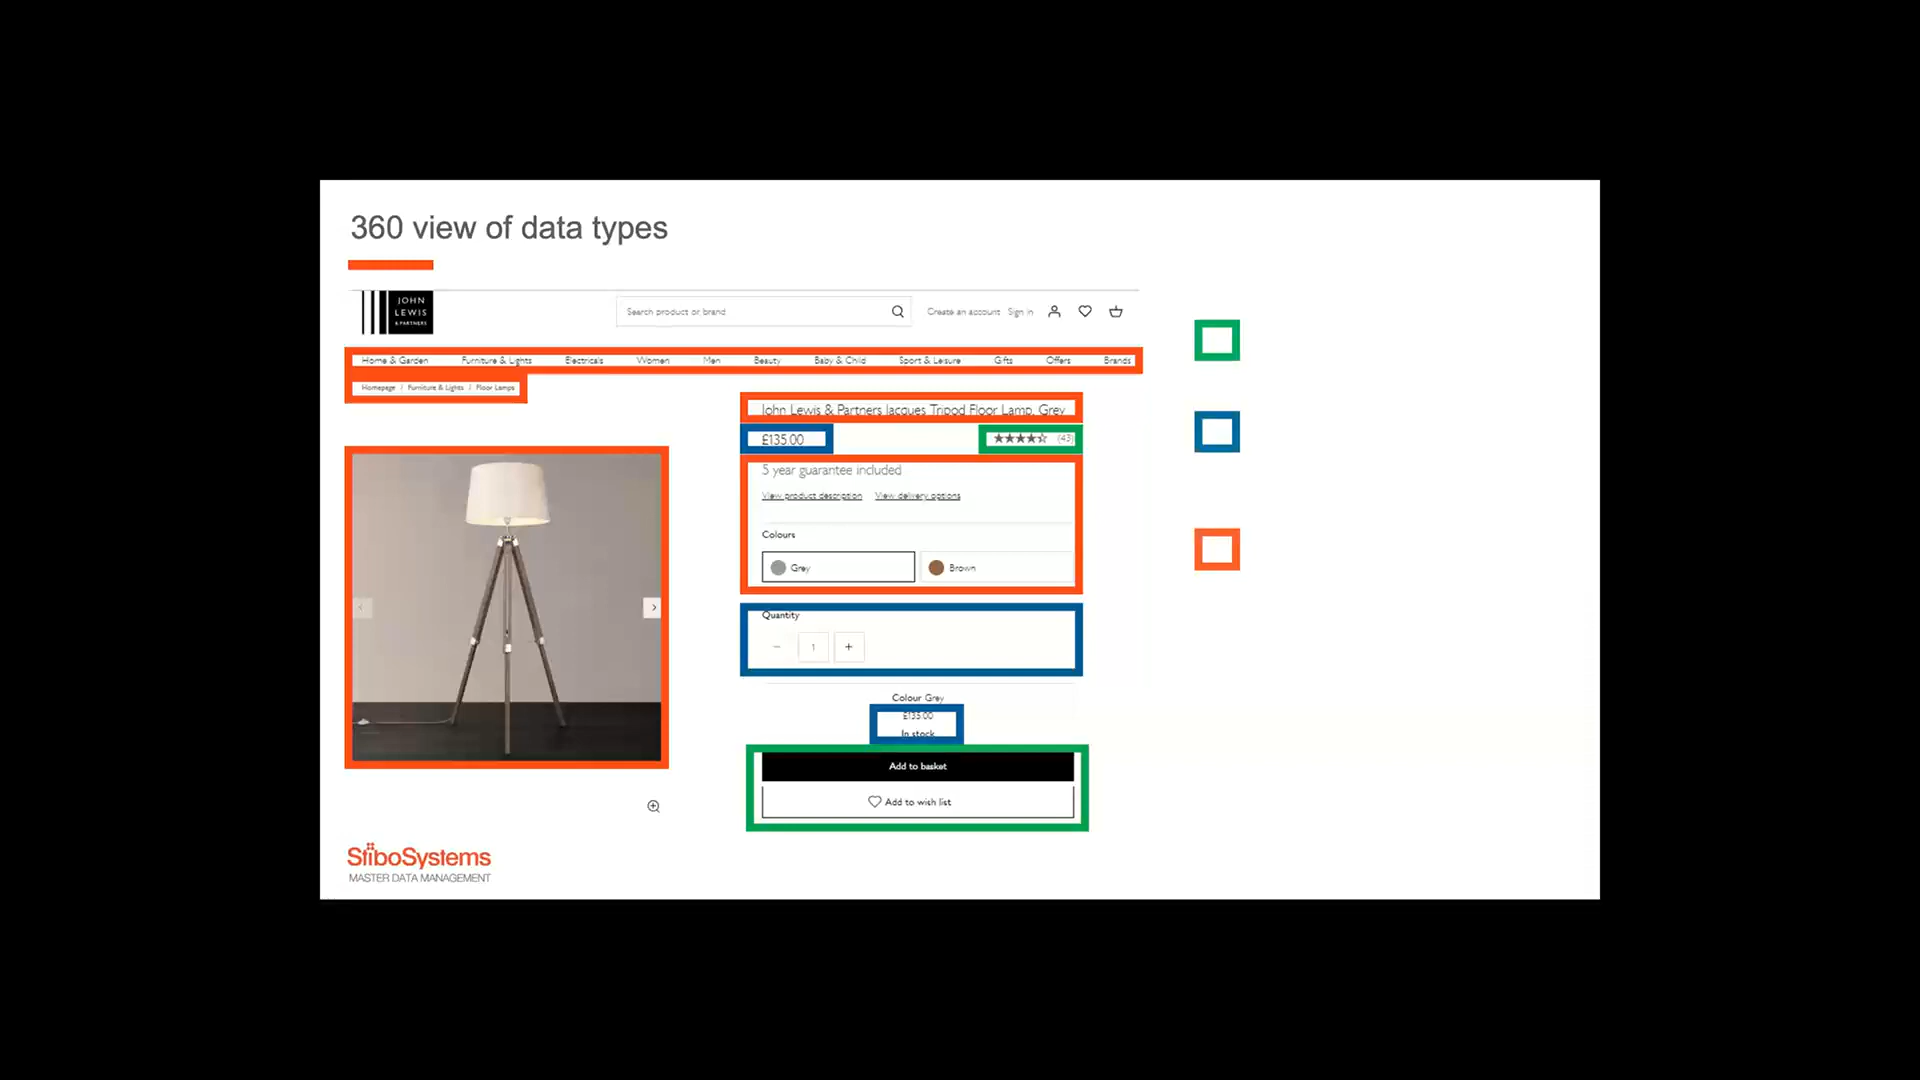 360 view of data types
JOHN
LEWIS
& PARTNERS
Search product or brand
Create an account Sign in
Home & Garden Furniture & Lights Electricals Women Men Beauty Baby & Child Sport & Leisure Gifts Offers Brands
Homepage / Furniture & Lights / Floor Lamps
John Lewis & Partners Jacques Tripod Floor Lamp, Grey
£135.00
(43)
5 year guarantee included
View product description View delivery options
Colours
Grey Brown
Quantity
- 1 +
Colour Grey
£135.00
In stock
Add to basket
Add to wish list
StiboSystems
MASTER DATA MANAGEMENT